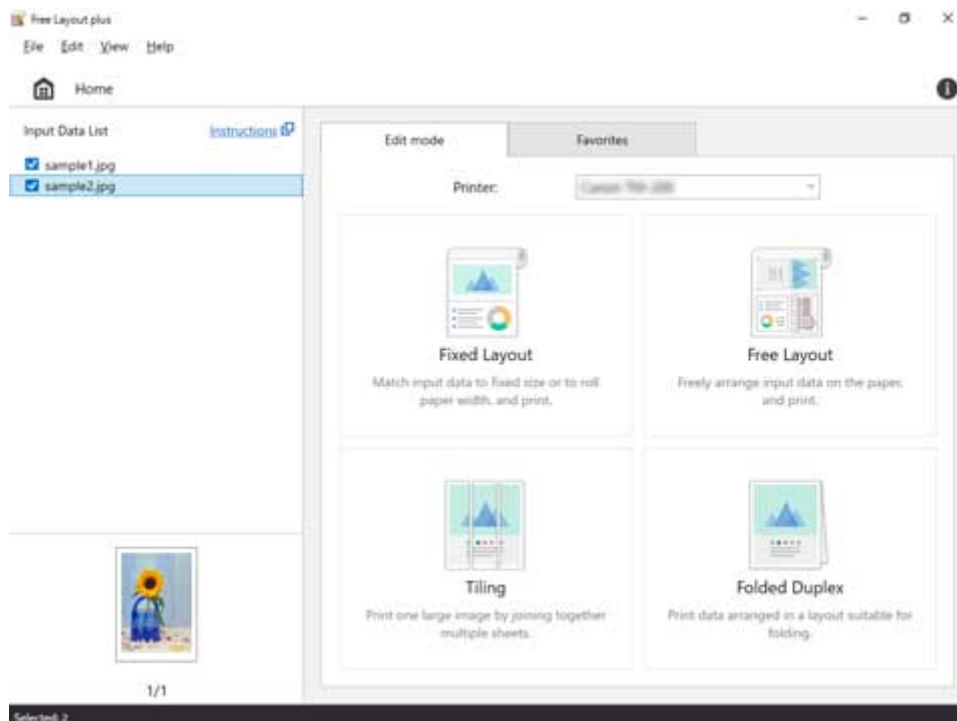 Free Layout plus
File Edit View Help
Home
Input Data List Instructions
Edit mode Favorites
sample1.jpg
sample2.jpg
Printer:
Fixed Layout
Match input data to fixed size or to roll
paper width, and print.
Free Layout
Freely arrange input data on the paper,
and print.
Tiling
Print one large image by joining together
multiple sheets.
Folded Duplex
Print data arranged in a layout suitable for
folding.
1/1
Selected: 2